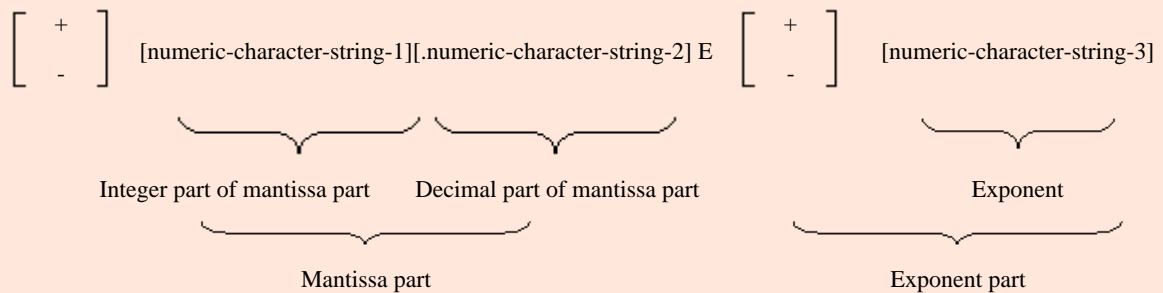 + +
[numeric-character-string-1][.numeric-character-string-2] E [numeric-character-string-3]
- -
Integer part of mantissa part Decimal part of mantissa part Exponent
Mantissa part Exponent part